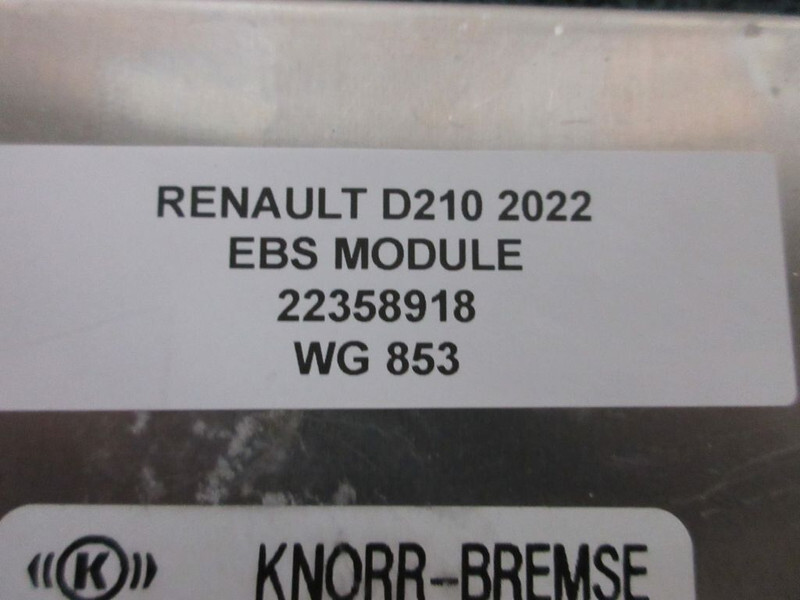 RENAULT D210 2022
EBS MODULE
22358918
WG 853
((K)) KNORR-BREMSE